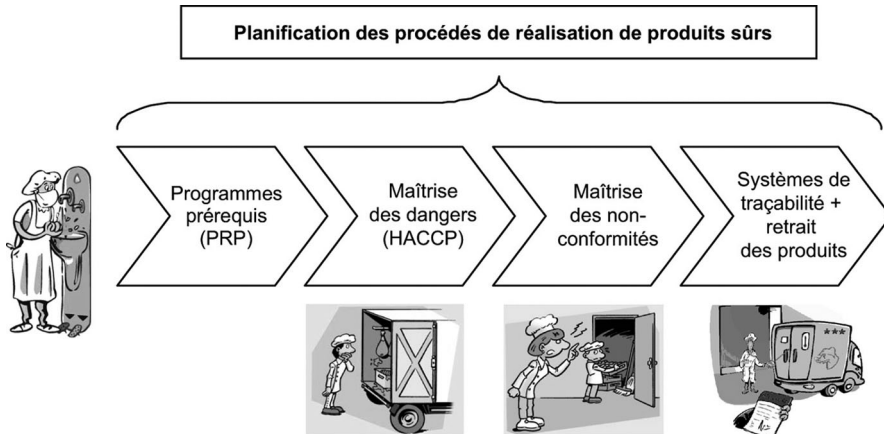 Planification des procédés de réalisation de produits sûrs
Programmes
prérequis
(PRP)
Maîtrise
des dangers
(HACCP)
Maîtrise
des non-
conformités
Systèmes de
traçabilité +
retrait
des produits